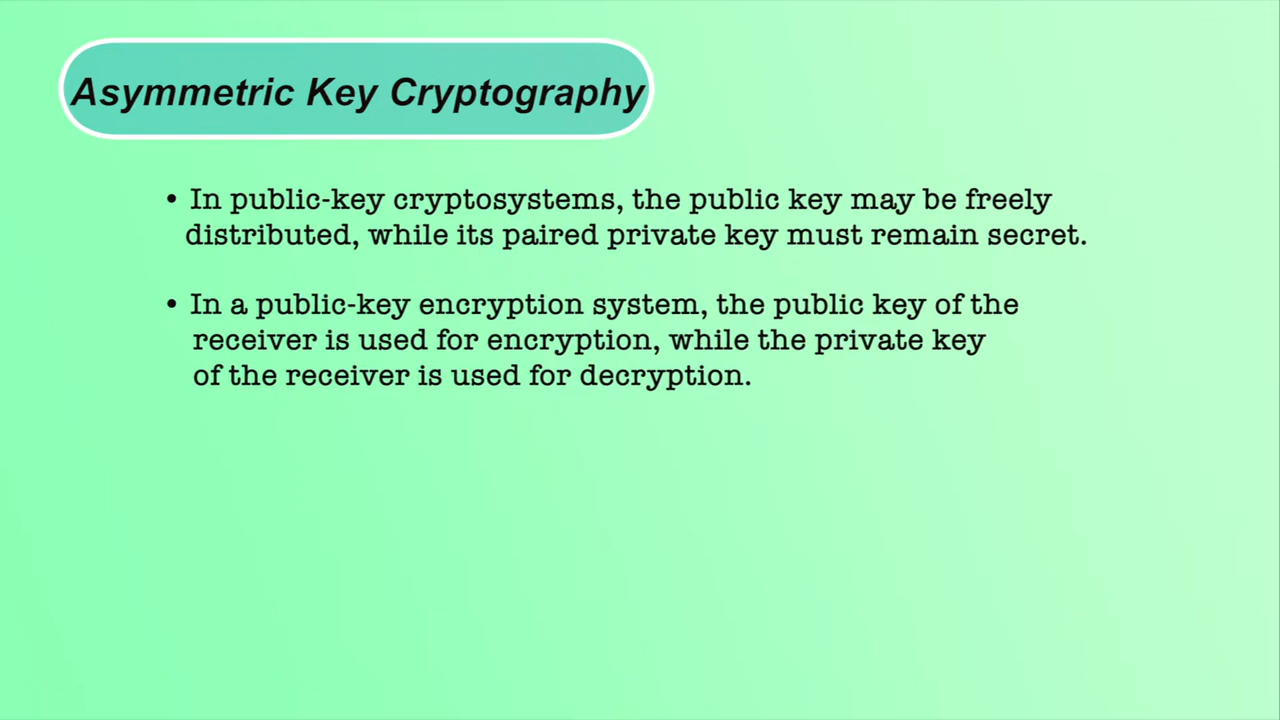 Asymmetric Key Cryptography
• In public-key cryptosystems, the public key may be freely
distributed, while its paired private key must remain secret.
• In a public-key encryption system, the public key of the
receiver is used for encryption, while the private key
of the receiver is used for decryption.